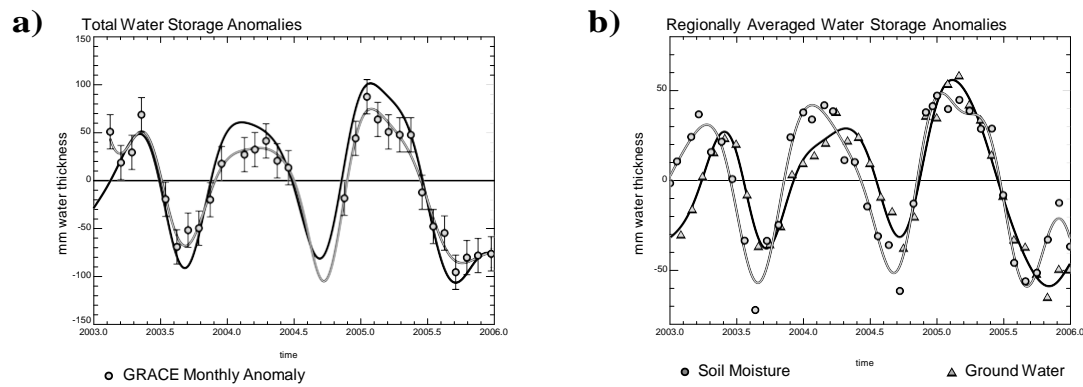 a)
Total Water Storage Anomalies
150
100
50
0
-50
-100
-150
mm water thickness
2003.0 2003.5 2004.0 2004.5 2005.0 2005.5 2006.0
time
GRACE Monthly Anomaly
b)
Regionally Averaged Water Storage Anomalies
50
0
-50
mm water thickness
2003.0 2003.5 2004.0 2004.5 2005.0 2005.5 2006.0
time
Soil Moisture Ground Water